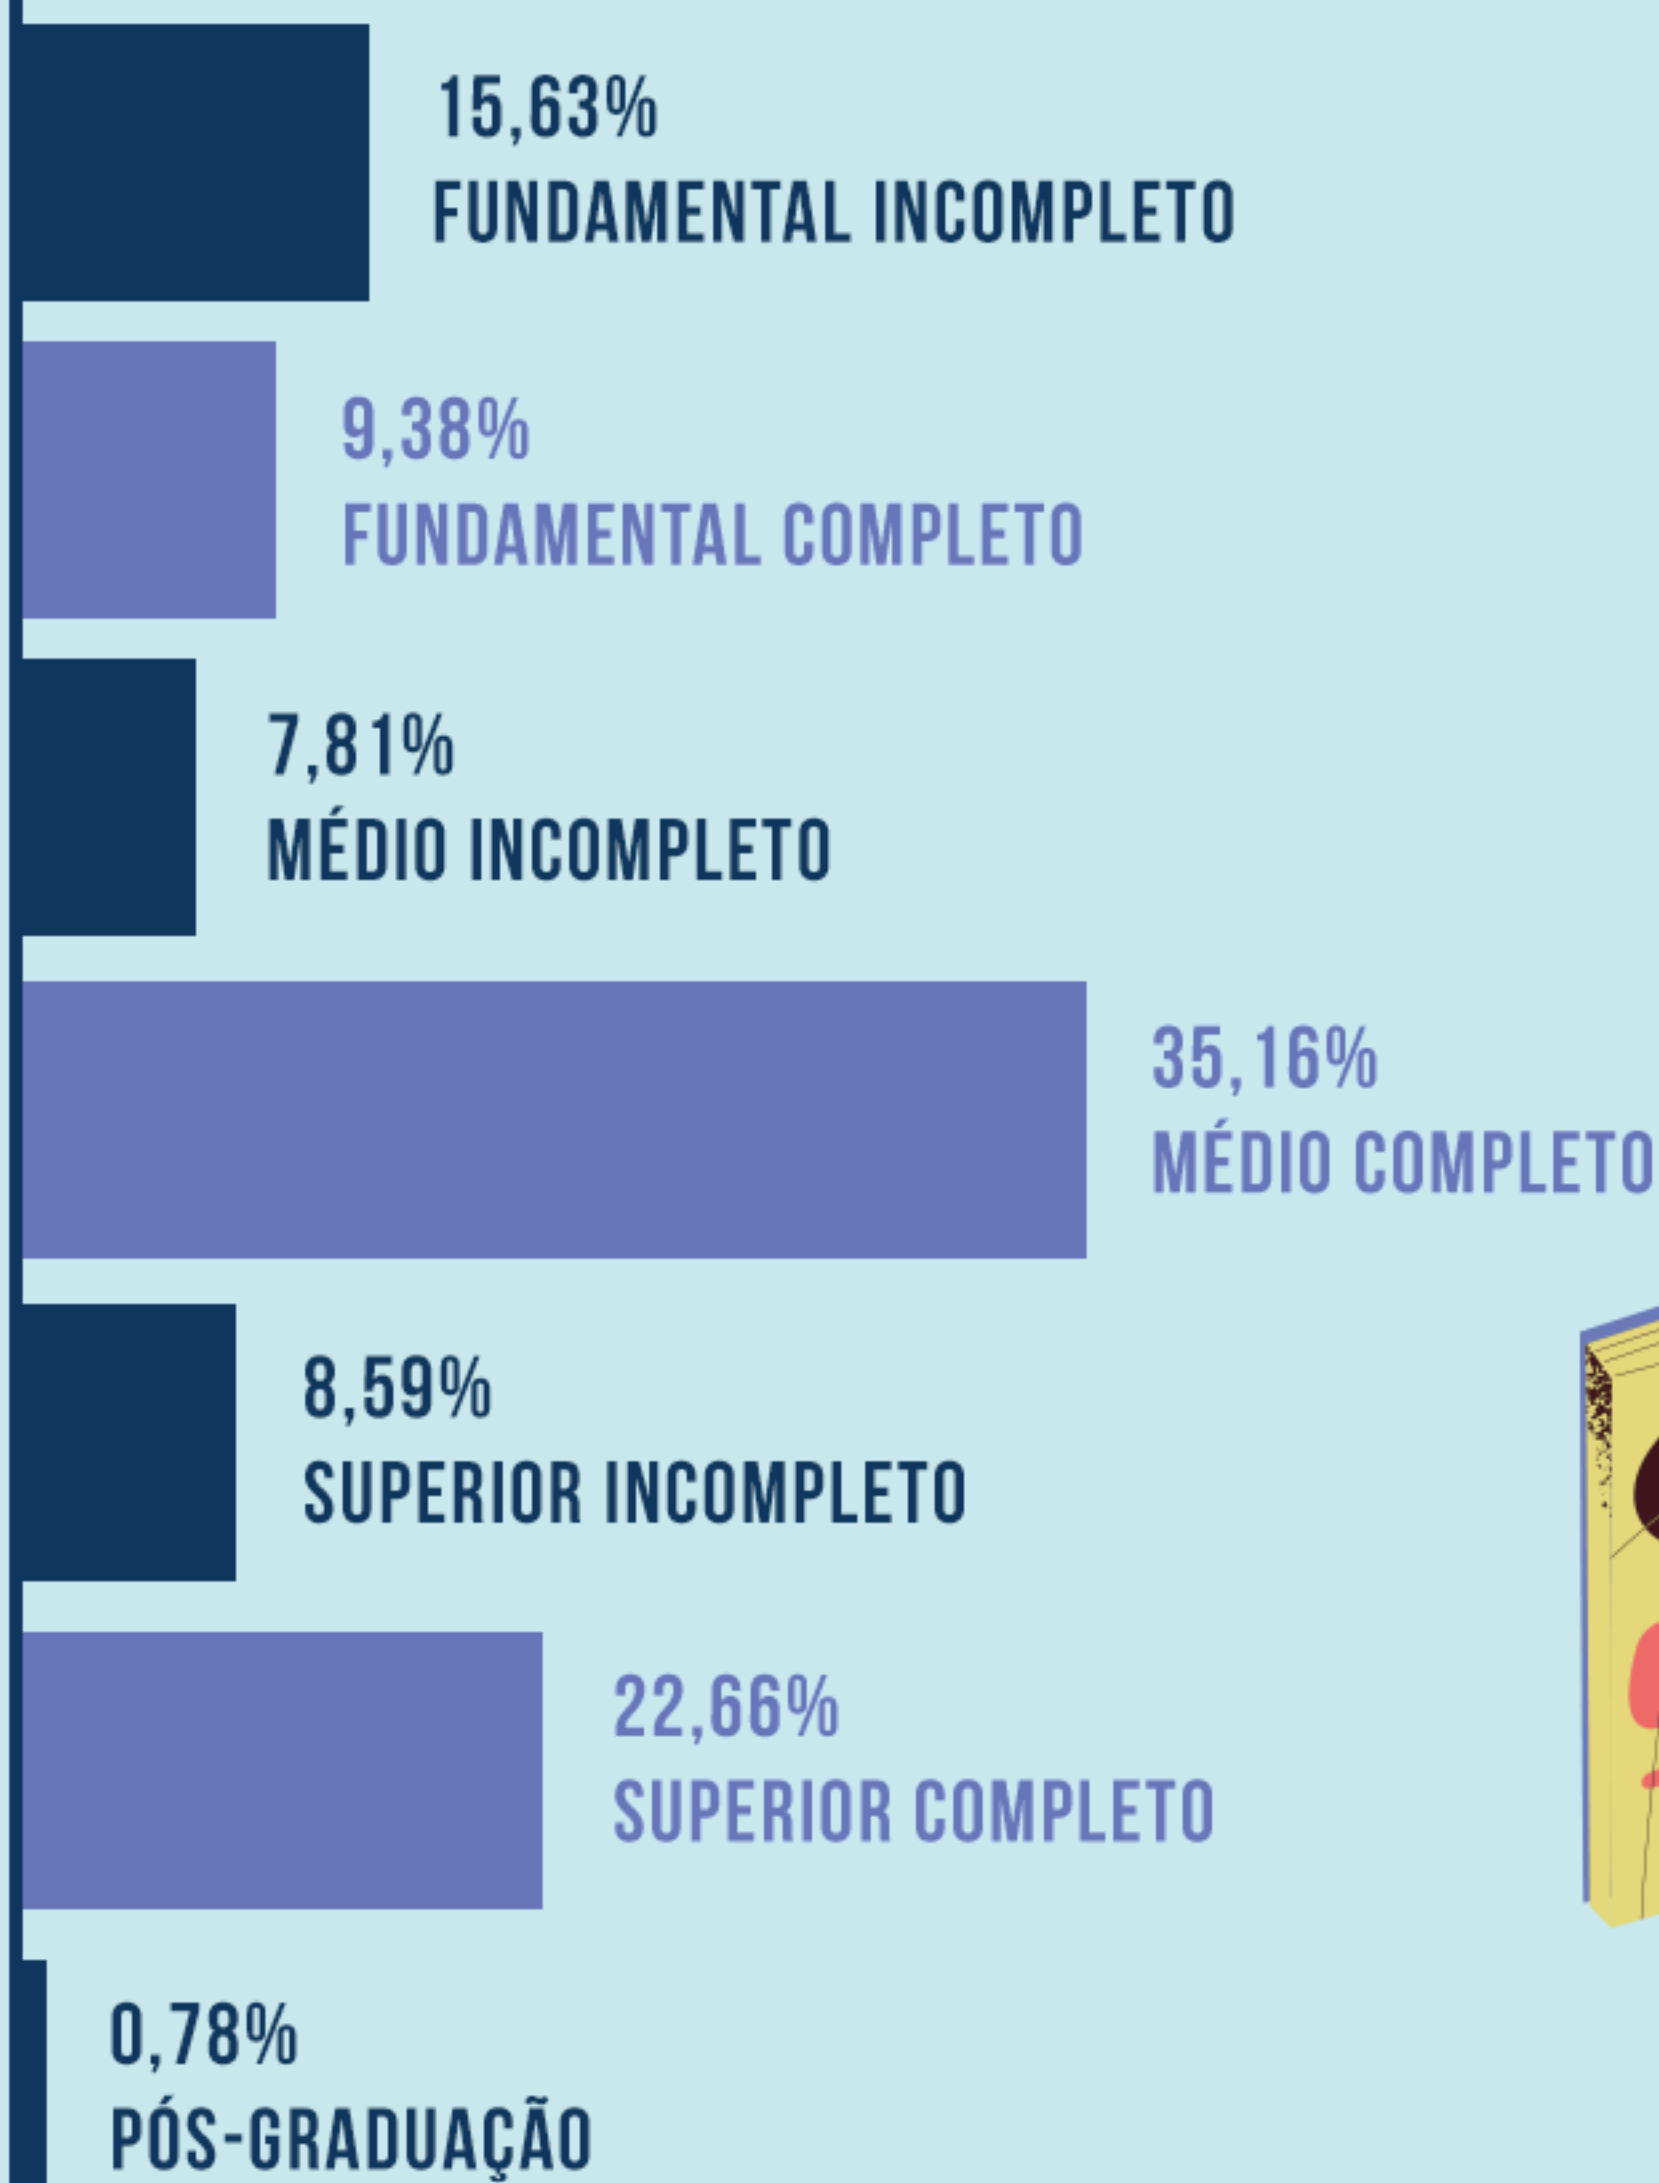 15,63%
FUNDAMENTAL INCOMPLETO
9,38%
FUNDAMENTAL COMPLETO
7,81%
MÉDIO INCOMPLETO
35,16%
MÉDIO COMPLETO
8,59%
SUPERIOR INCOMPLETO
22,66%
SUPERIOR COMPLETO
0,78%
PÓS-GRADUAÇÃO